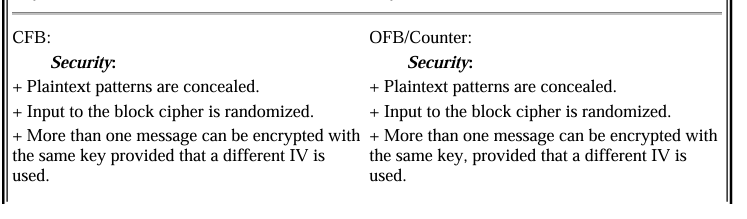 CFB:
Security:
+ Plaintext patterns are concealed.
+ Input to the block cipher is randomized.
+ More than one message can be encrypted with
the same key provided that a different IV is
used.
OFB/Counter:
Security:
+ Plaintext patterns are concealed.
+ Input to the block cipher is randomized.
+ More than one message can be encrypted with
the same key, provided that a different IV is
used.